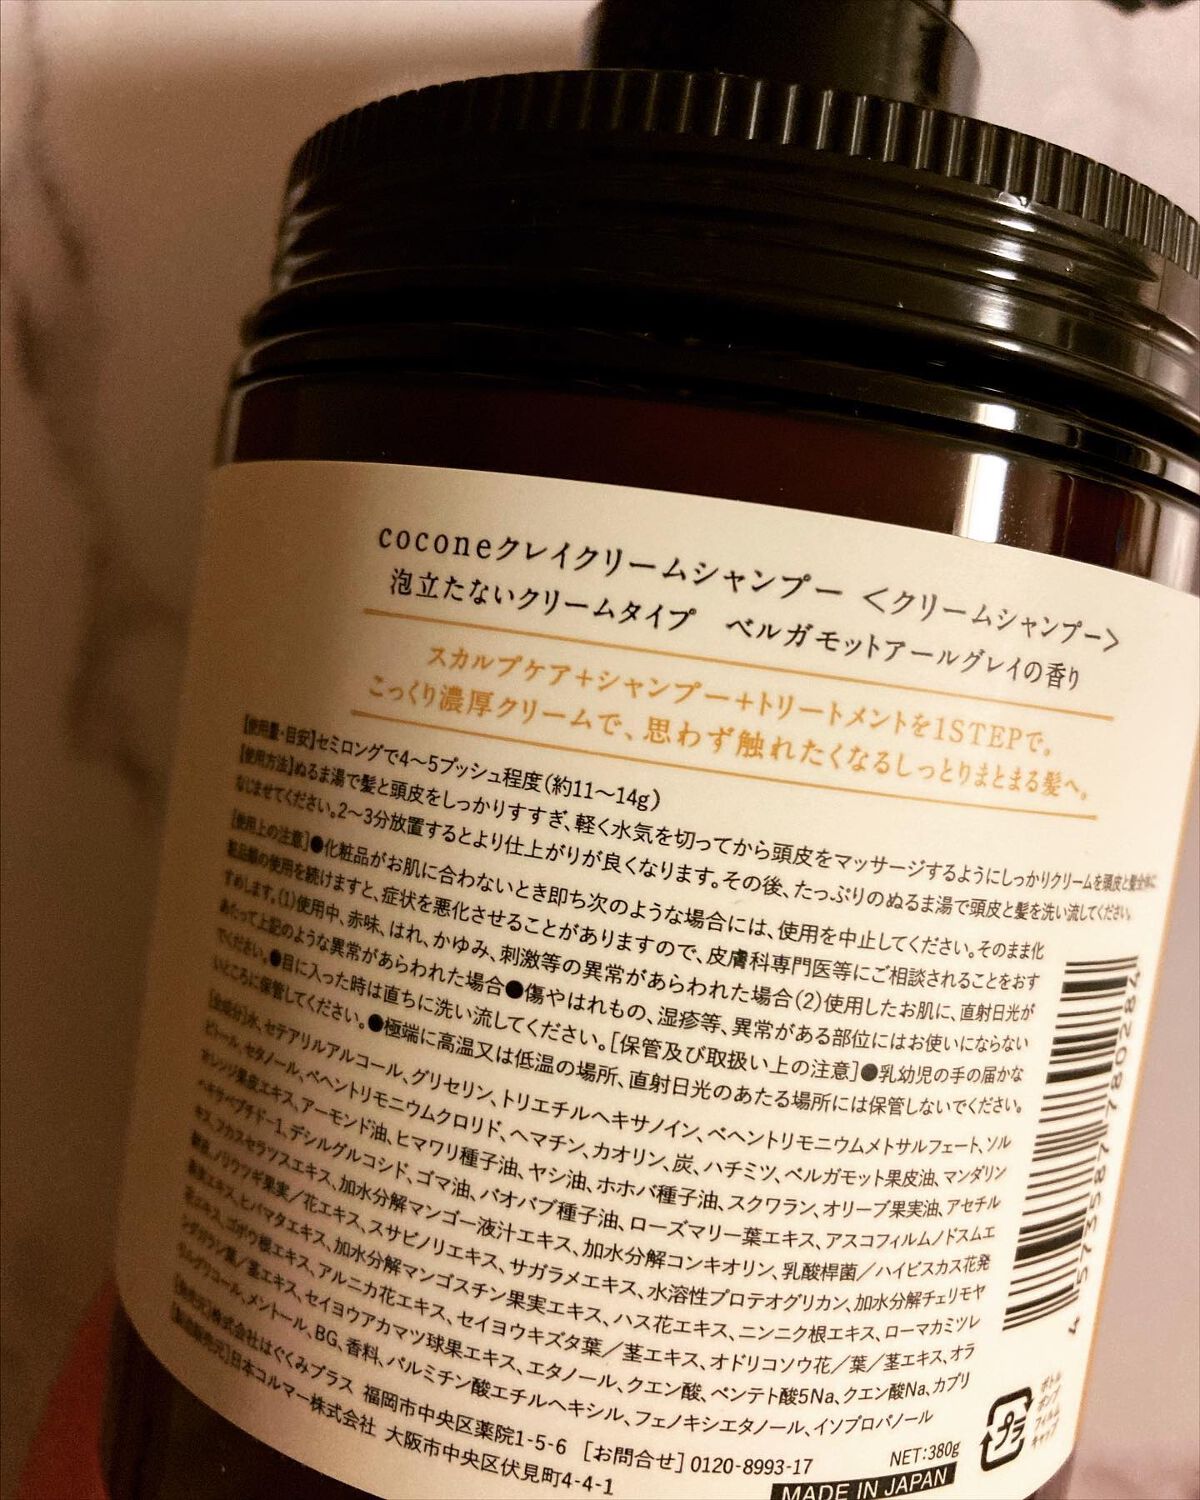 coconeクレイクリームシャンプー ＜クリームシャンプー＞
泡立たないクリームタイプ ベルガモットアールグレイの香り
スカルプケア＋シャンプー＋トリートメントを1STEPで。
こっくり濃厚クリームで、思わず触れたくなるしっとりまとまる髪へ。
【使用量・目安】セミロングで4〜5プッシュ程度（約11〜14g）
【使用方法】ぬるま湯で髪と頭皮をしっかりすすぎ、軽く水気を切ってから頭皮をマッサージするようにしっかりクリームを頭皮と髪全体に
なじませてください。2〜3分放置するとより仕上がりが良くなります。その後、たっぷりのぬるま湯で頭皮と髪を洗い流してください。
［使用上の注意］●化粧品がお肌に合わないとき即ち次のような場合には、使用を中止してください。そのまま化
粧品類の使用を続けますと、症状を悪化させることがありますので、皮膚科専門医等にご相談されることをおす
すめします。(1)使用中、赤味、はれ、かゆみ、刺激等の異常があらわれた場合(2)使用したお肌に、直射日光が
あたって上記のような異常があらわれた場合●傷やはれもの、湿疹等、異常がある部位にはお使いにならない
でください。●目に入った時は直ちに洗い流してください。［保管及び取扱い上の注意］●乳幼児の手の届かな
いところに保管してください。●極端に高温又は低温の場所、直射日光のあたる場所には保管しないでください。
［全成分］水、セテアリルアルコール、グリセリン、トリエチルヘキサノイン、ベヘントリモニウムメトサルフェート、ソル
ビトール、セタノール、ベヘントリモニウムクロリド、ヘマチン、カオリン、炭、ハチミツ、ベルガモット果皮油、マンダリン
オレンジ果皮エキス、アーモンド油、ヒマワリ種子油、ヤシ油、ホホバ種子油、スクワラン、オリーブ果実油、アセチル
ヘキサペプチド-1、デシルグルコシド、ゴマ油、バオバブ種子油、ローズマリー葉エキス、アスコフィルムノドスムエ
キス、フカスセラツスエキス、加水分解マンゴー液汁エキス、加水分解コンキオリン、乳酸桿菌／ハイビスカス花発
酵液、ノリウツギ果実／花エキス、スサビノリエキス、サガラメエキス、水溶性プロテオグリカン、加水分解チェリモヤ
果実エキス、ヒバマタエキス、加水分解マンゴスチン果実エキス、ハス花エキス、ニンニク根エキス、ローマカミツレ
花エキス、ゴボウ根エキス、アルニカ花エキス、セイヨウキズタ葉／茎エキス、オドリコソウ花／葉／茎エキス、オラ
ンダガラシ葉／茎エキス、セイヨウアカマツ球果エキス、エタノール、クエン酸、ペンテト酸5Na、クエン酸Na、カプリ
リルグリコール、メントール、BG、香料、パルミチン酸エチルヘキシル、フェノキシエタノール、イソプロパノール
［発売元］株式会社はぐくみプラス 福岡市中央区薬院1-5-6 ［お問合せ］0120-8993-17
［製造販売元］日本コルマー株式会社 大阪市中央区伏見町4-4-1
NET:380g
MADE IN JAPAN
4 573587 780284
プラ
ボトル
ポンプ
フィルム
キャップ